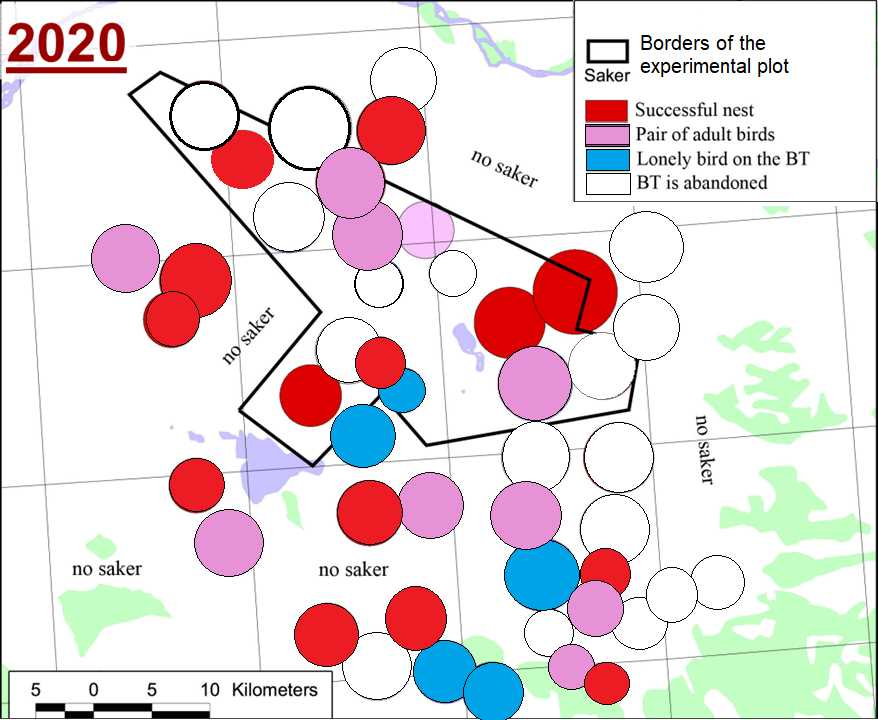 2020
Borders of the
experimental plot
Saker
Successful nest
Pair of adult birds
Lonely bird on the BT
BT is abandoned
no saker
no saker
no saker
no saker
no saker
5 0 5 10 Kilometers